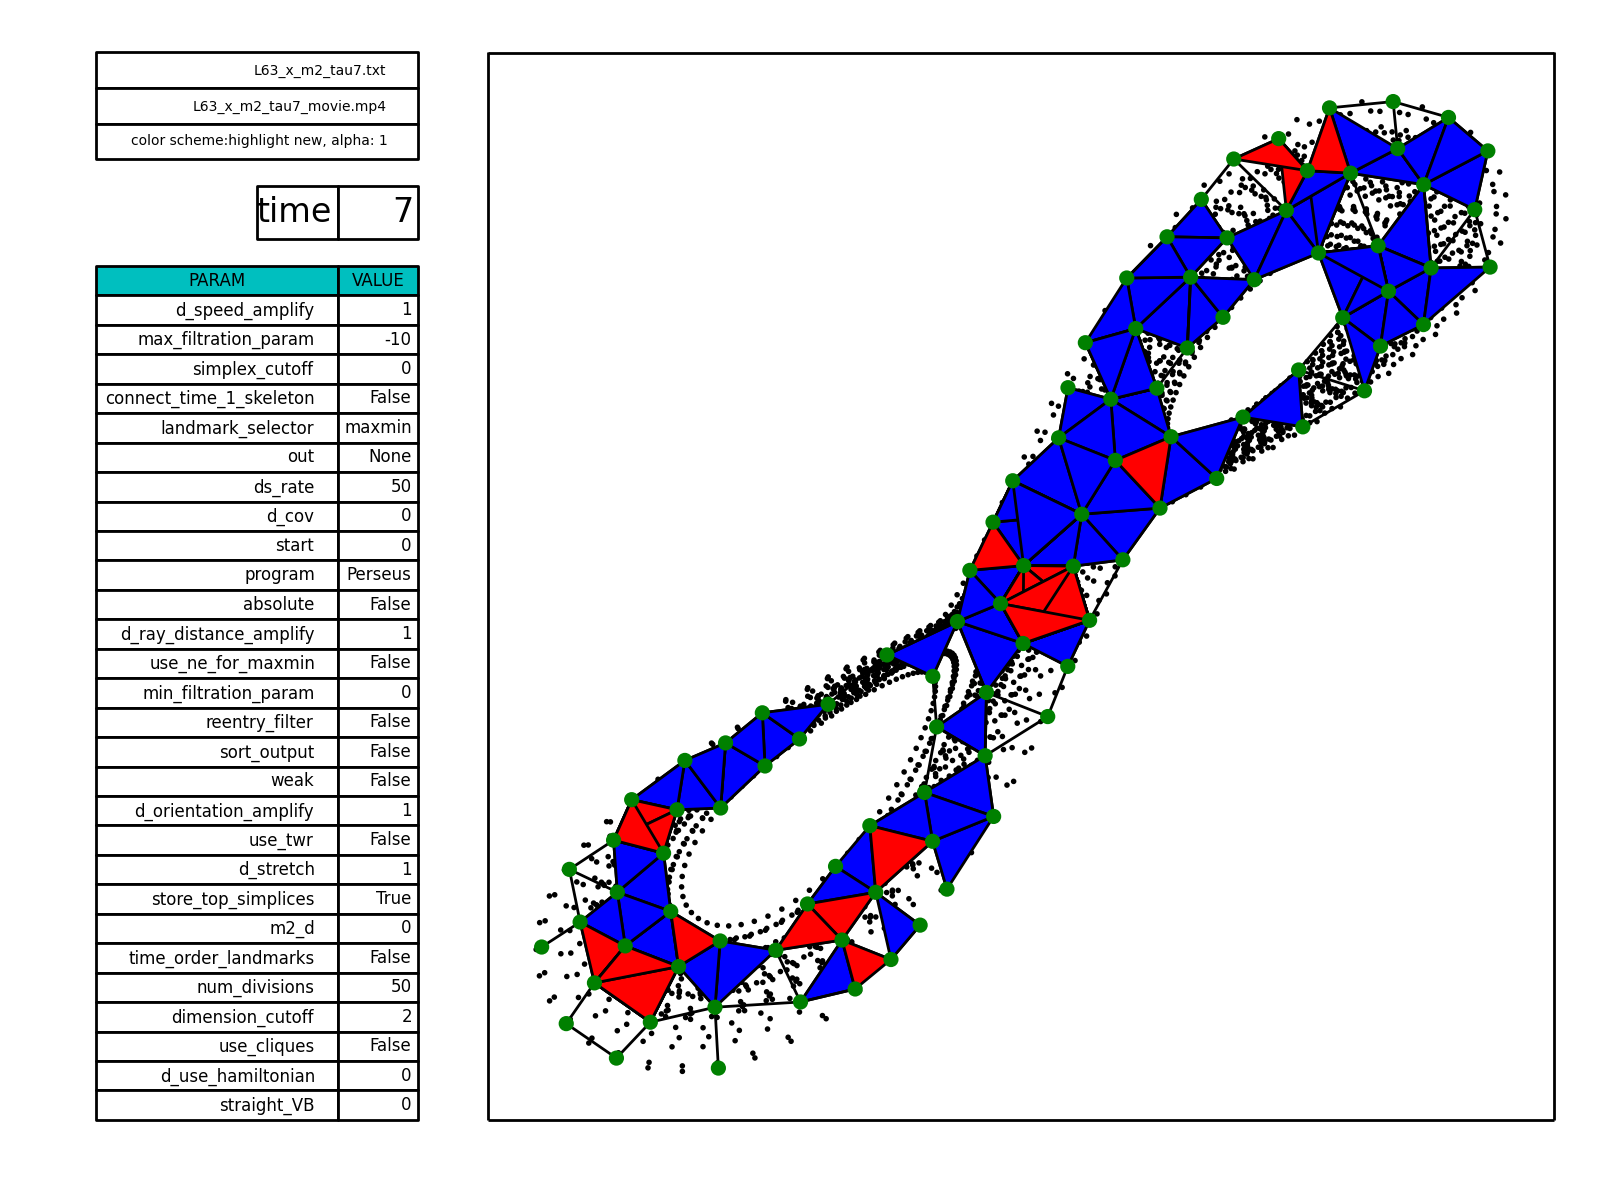 L63_x_m2_tau7.txt
L63_x_m2_tau7_movie.mp4
color scheme:highlight new, alpha: 1
time 7
PARAM VALUE
d_speed_amplify 1
max_filtration_param -10
simplex_cutoff 0
connect_time_1_skeleton False
landmark_selector maxmin
out None
ds_rate 50
d_cov 0
start 0
program Perseus
absolute False
d_ray_distance_amplify 1
use_ne_for_maxmin False
min_filtration_param 0
reentry_filter False
sort_output False
weak False
d_orientation_amplify 1
use_twr False
d_stretch 1
store_top_simplices True
m2_d 0
time_order_landmarks False
num_divisions 50
dimension_cutoff 2
use_cliques False
d_use_hamiltonian 0
straight_VB 0